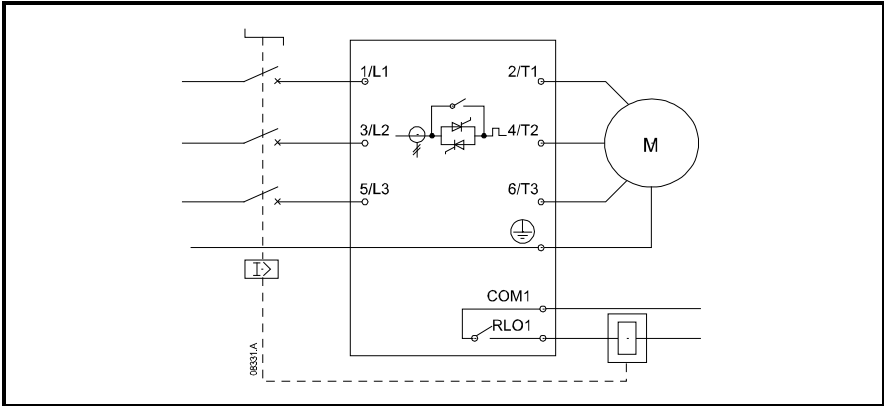 1/L1
2/T1
3/L2
4/T2
M
5/L3
6/T3
I>
COM1
RLO1
08331.A